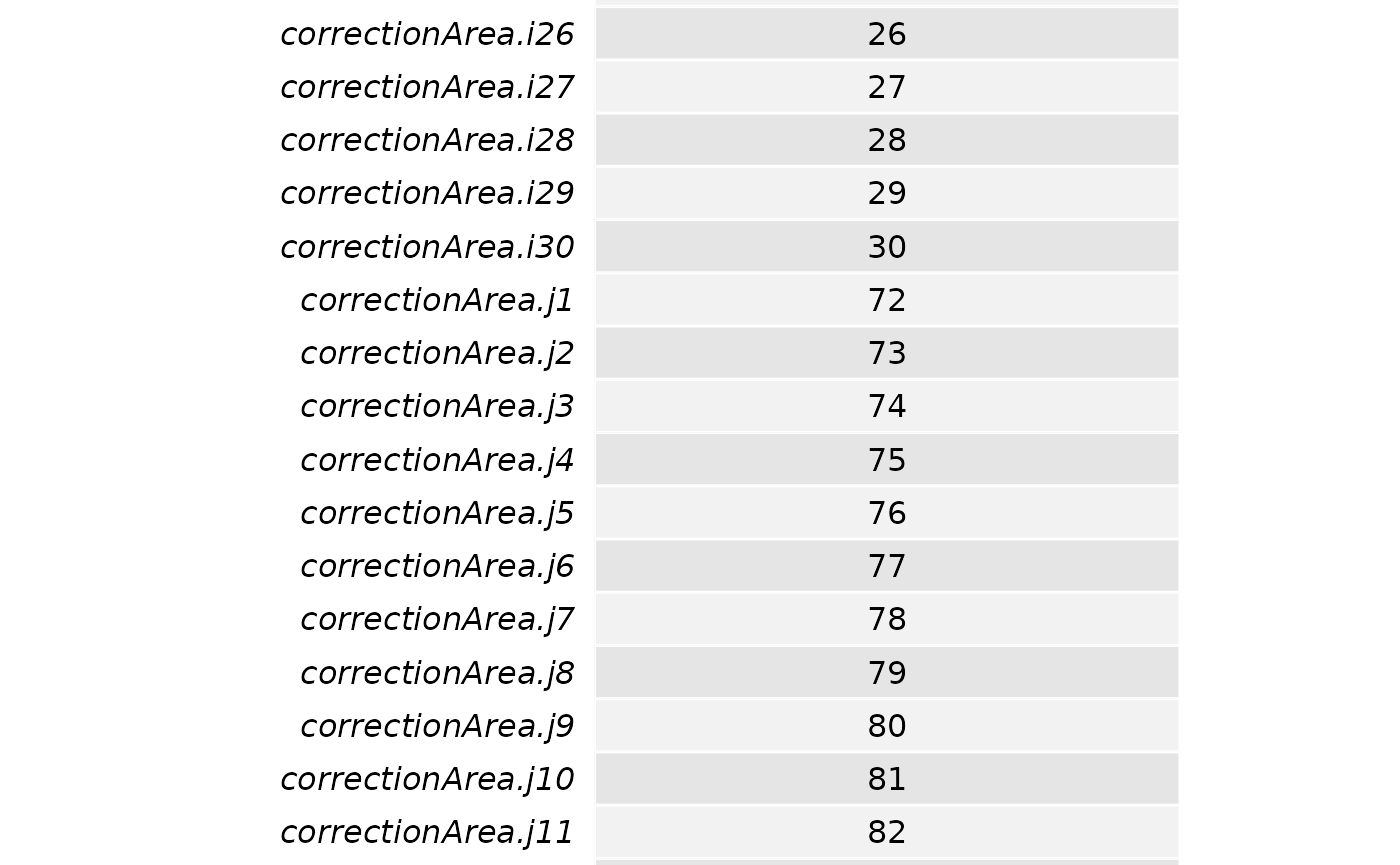 correctionArea.i26 26
correctionArea.i27 27
correctionArea.i28 28
correctionArea.i29 29
correctionArea.i30 30
correctionArea.j1 72
correctionArea.j2 73
correctionArea.j3 74
correctionArea.j4 75
correctionArea.j5 76
correctionArea.j6 77
correctionArea.j7 78
correctionArea.j8 79
correctionArea.j9 80
correctionArea.j10 81
correctionArea.j11 82